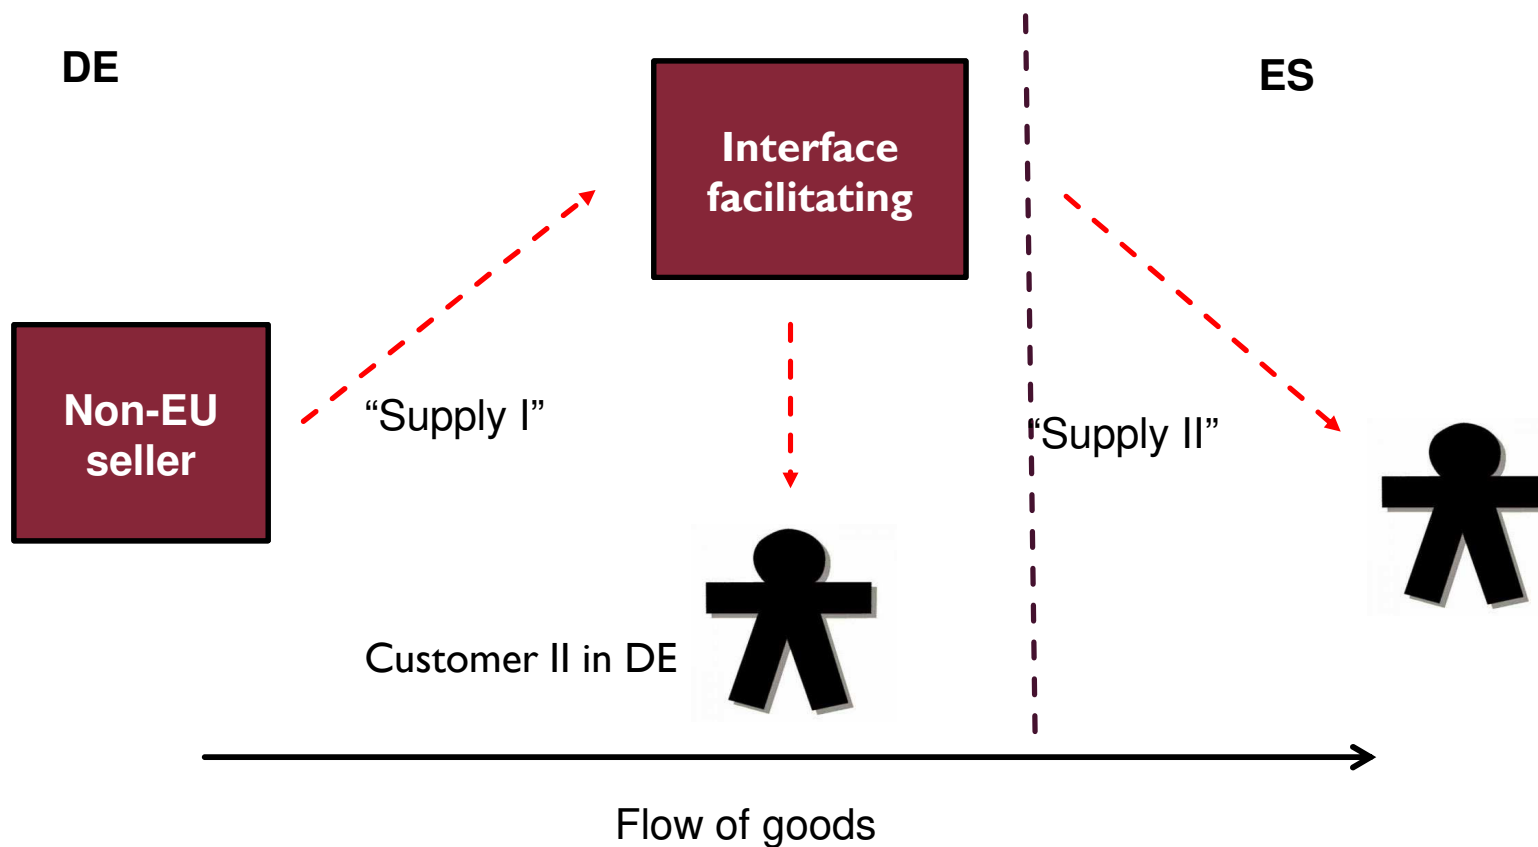 DE
ES
Interface
facilitating
Non-EU
seller
“Supply I”
“Supply II”
Customer II in DE
Flow of goods